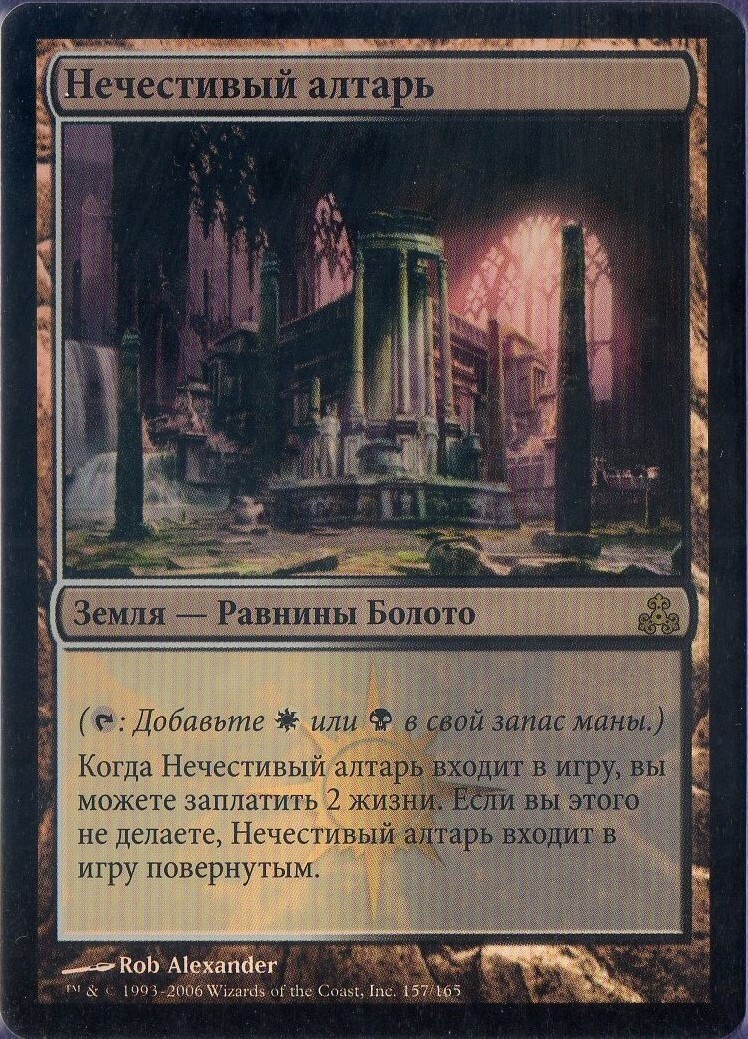 Нечестивый алтарь
Земля — Равнины Болото
(: Добавьте или в свой запас маны.)
Когда Нечестивый алтарь входит в игру, вы
можете заплатить 2 жизни. Если вы этого
не делаете, Нечестивый алтарь входит в
игру повернутым.
Rob Alexander
™ & © 1993-2006 Wizards of the Coast, Inc. 157/165